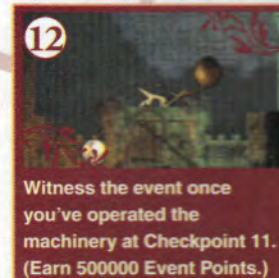 12
Witness the event once
you've operated the
machinery at Checkpoint 11.
(Earn 500000 Event Points.)